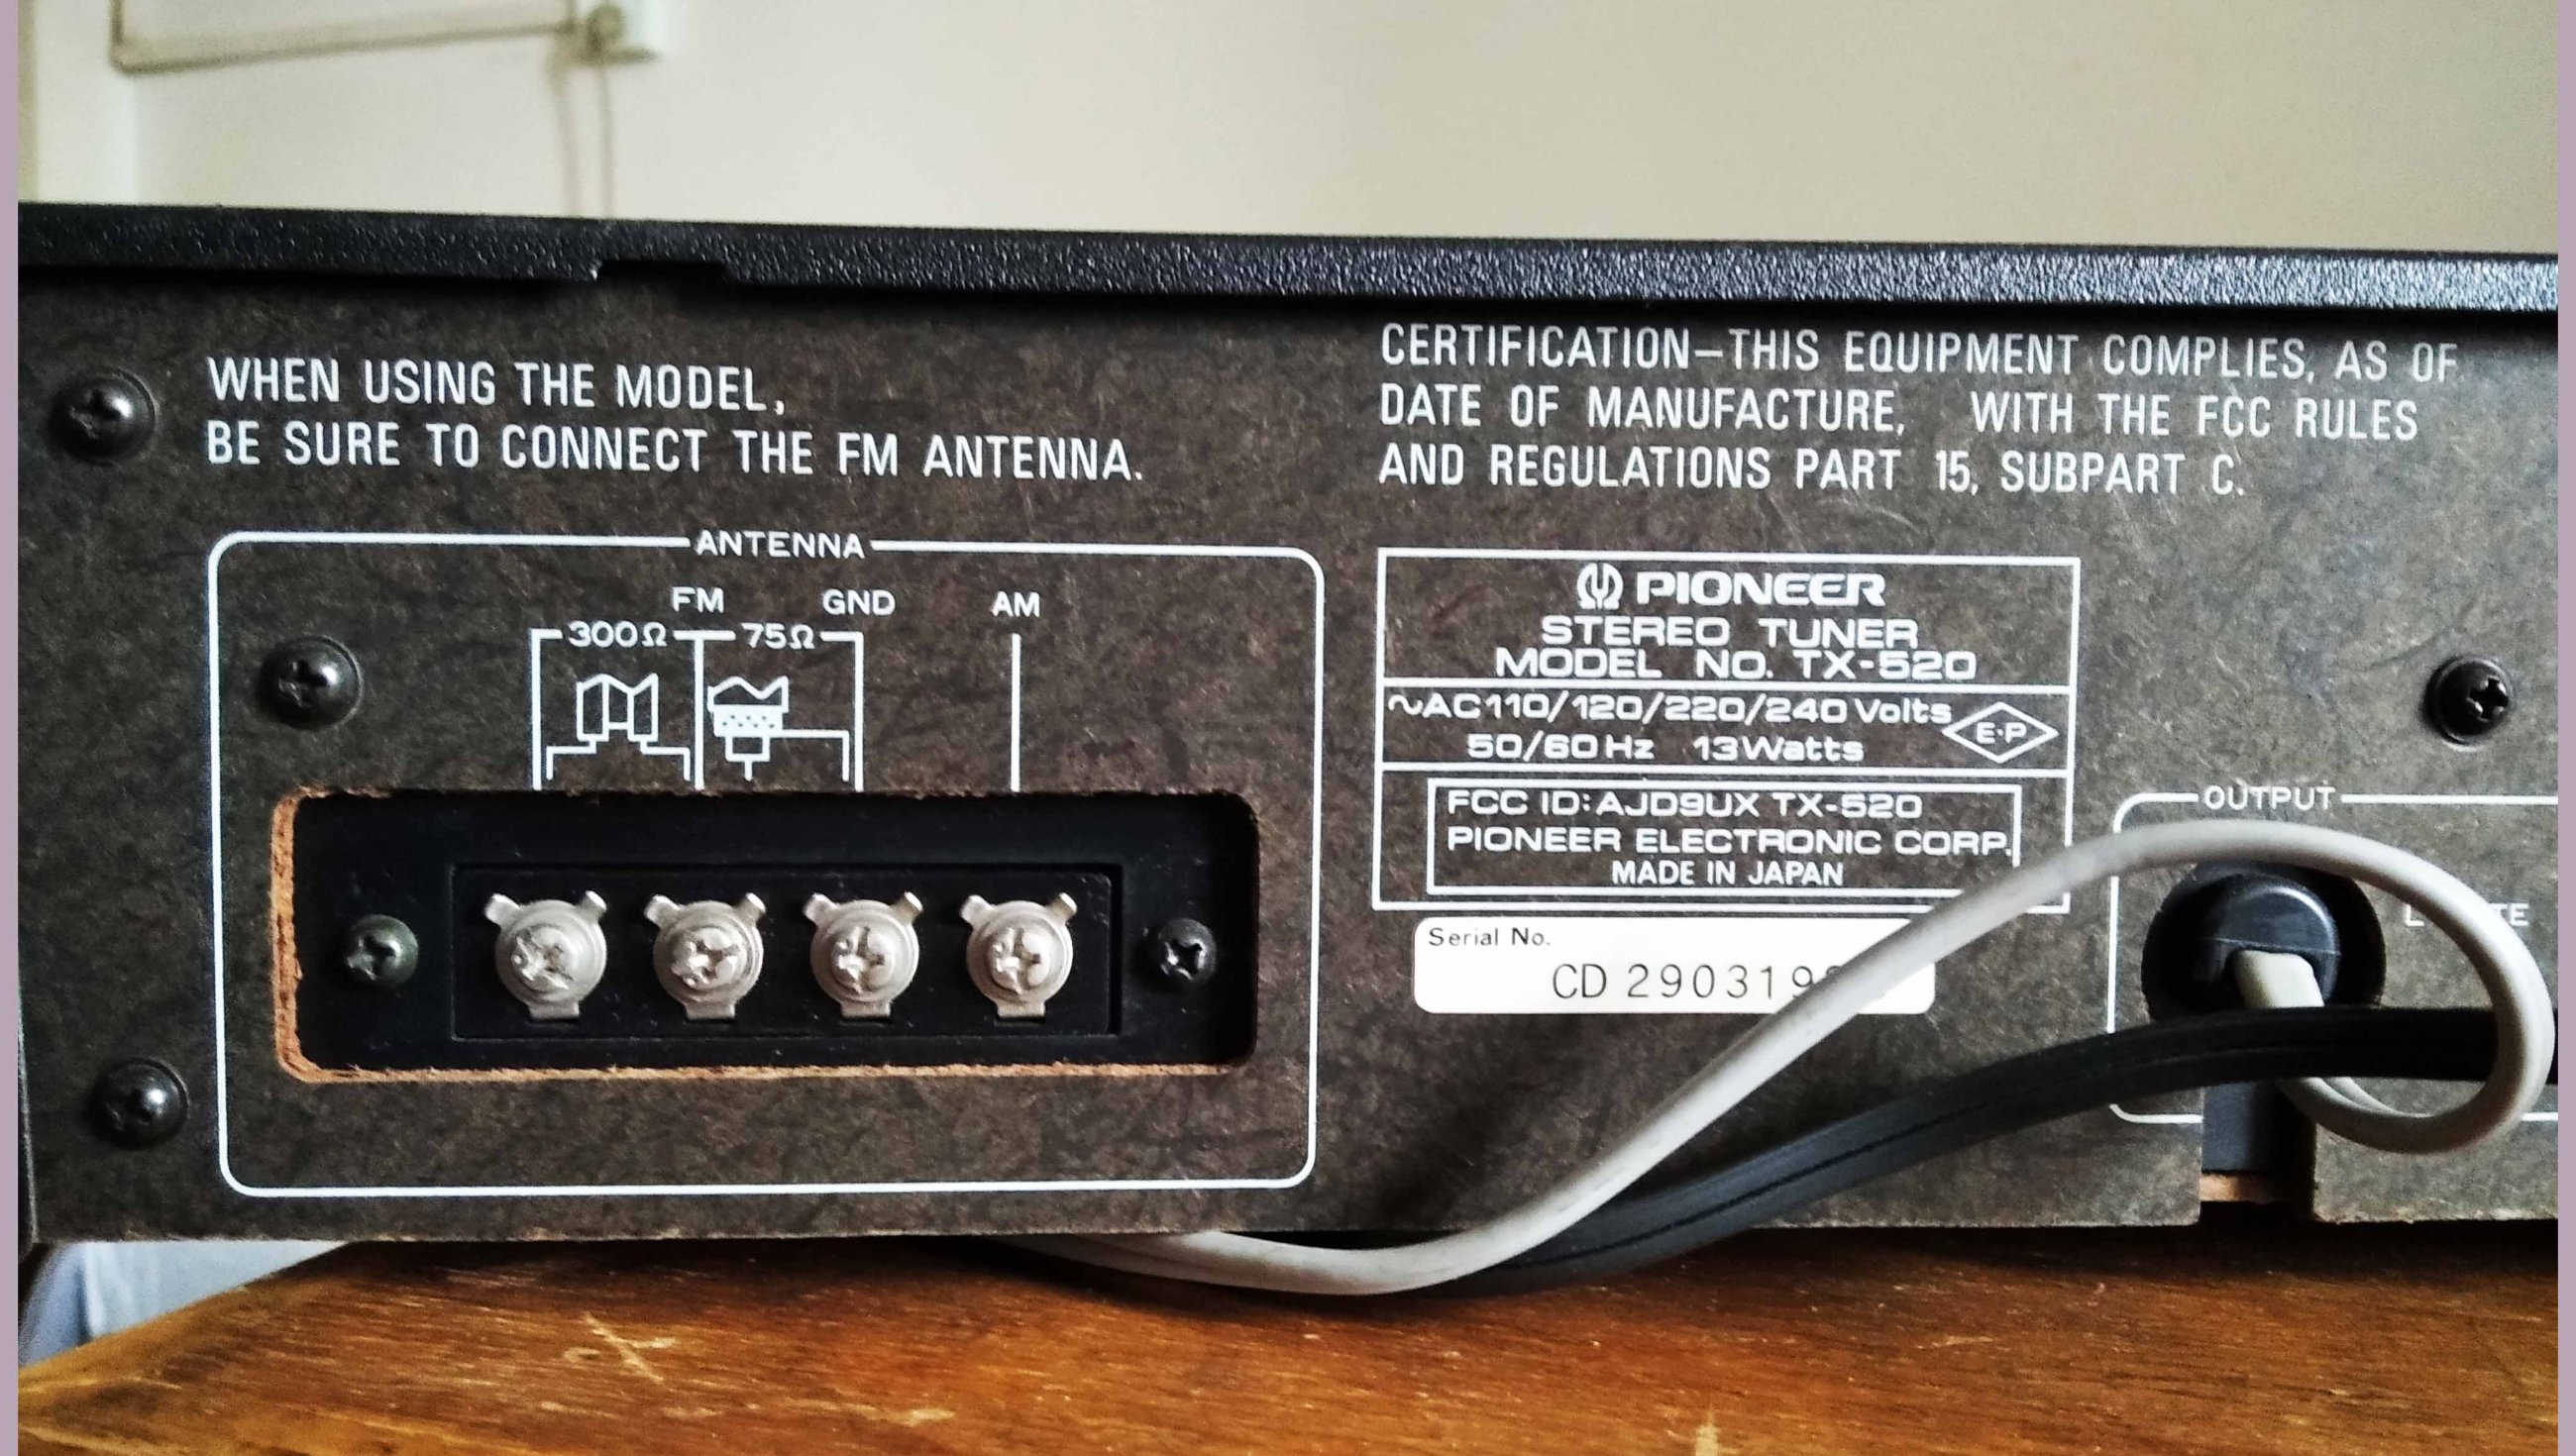 WHEN USING THE MODEL,
BE SURE TO CONNECT THE FM ANTENNA.
CERTIFICATION—THIS EQUIPMENT COMPLIES, AS OF
DATE OF MANUFACTURE, WITH THE FCC RULES
AND REGULATIONS PART 15, SUBPART C.
ANTENNA
FM GND AM
300Ω 75Ω
PIONEER
STEREO TUNER
MODEL NO. TX-520
~AC110/120/220/240 Volts
50/60 Hz 13Watts
E·P
FCC ID: AJD9UX TX-520
PIONEER ELECTRONIC CORP.
MADE IN JAPAN
Serial No.
CD
OUTPUT